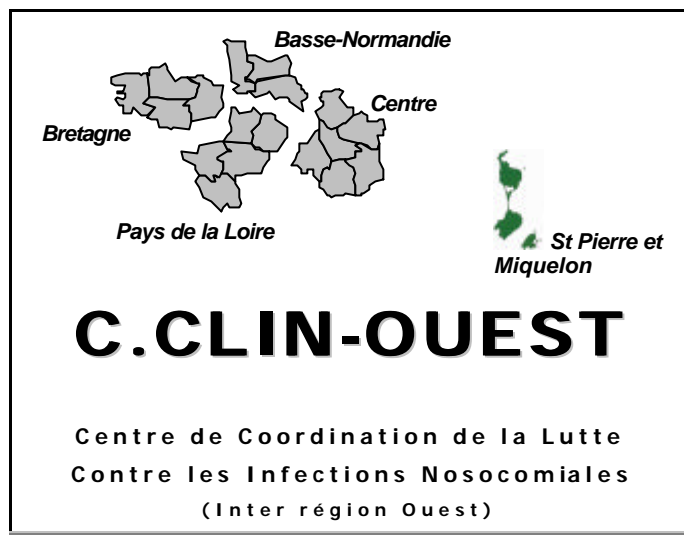 Basse-Normandie
Centre
Bretagne
Pays de la Loire
St Pierre et
Miquelon
C.CLIN-OUEST
Centre de Coordination de la Lutte
Contre les Infections Nosocomiales
(Inter région Ouest)